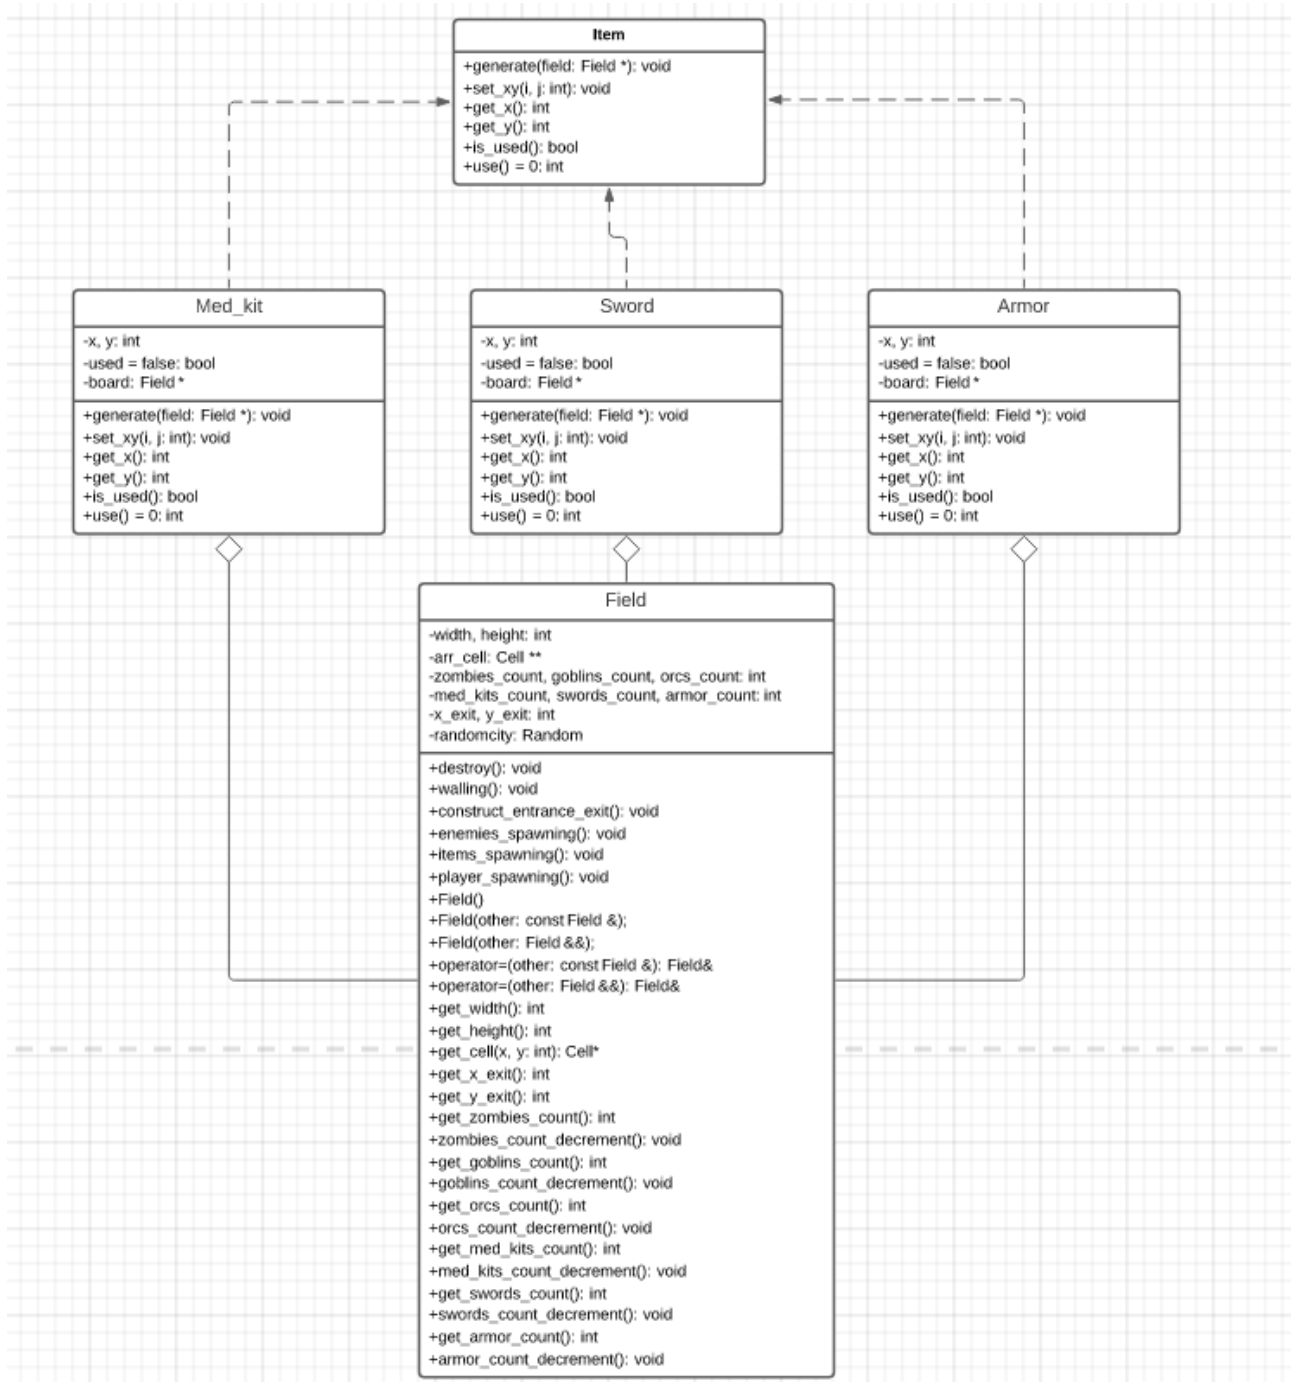 Item
+generate(field: Field *): void
+set_xy(i, j: int): void
+get_x(): int
+get_y(): int
+is_used(): bool
+use() = 0: int
Med_kit
-x, y: int
-used = false: bool
-board: Field *
+generate(field: Field *): void
+set_xy(i, j: int): void
+get_x(): int
+get_y(): int
+is_used(): bool
+use() = 0: int
Sword
-x, y: int
-used = false: bool
-board: Field *
+generate(field: Field *): void
+set_xy(i, j: int): void
+get_x(): int
+get_y(): int
+is_used(): bool
+use() = 0: int
Armor
-x, y: int
-used = false: bool
-board: Field *
+generate(field: Field *): void
+set_xy(i, j: int): void
+get_x(): int
+get_y(): int
+is_used(): bool
+use() = 0: int
Field
-width, height: int
-arr_cell: Cell **
-zombies_count, goblins_count, orcs_count: int
-med_kits_count, swords_count, armor_count: int
-x_exit, y_exit: int
-randomcity: Random
+destroy(): void
+walling(): void
+construct_entrance_exit(): void
+enemies_spawning(): void
+items_spawning(): void
+player_spawning(): void
+Field()
+Field(other: const Field &);
+Field(other: Field &&);
+operator=(other: const Field &): Field&
+operator=(other: Field &&): Field&
+get_width(): int
+get_height(): int
+get_cell(x, y: int): Cell*
+get_x_exit(): int
+get_y_exit(): int
+get_zombies_count(): int
+zombies_count_decrement(): void
+get_goblins_count(): int
+goblins_count_decrement(): void
+get_orcs_count(): int
+orcs_count_decrement(): void
+get_med_kits_count(): int
+med_kits_count_decrement(): void
+get_swords_count(): int
+swords_count_decrement(): void
+get_armor_count(): int
+armor_count_decrement(): void